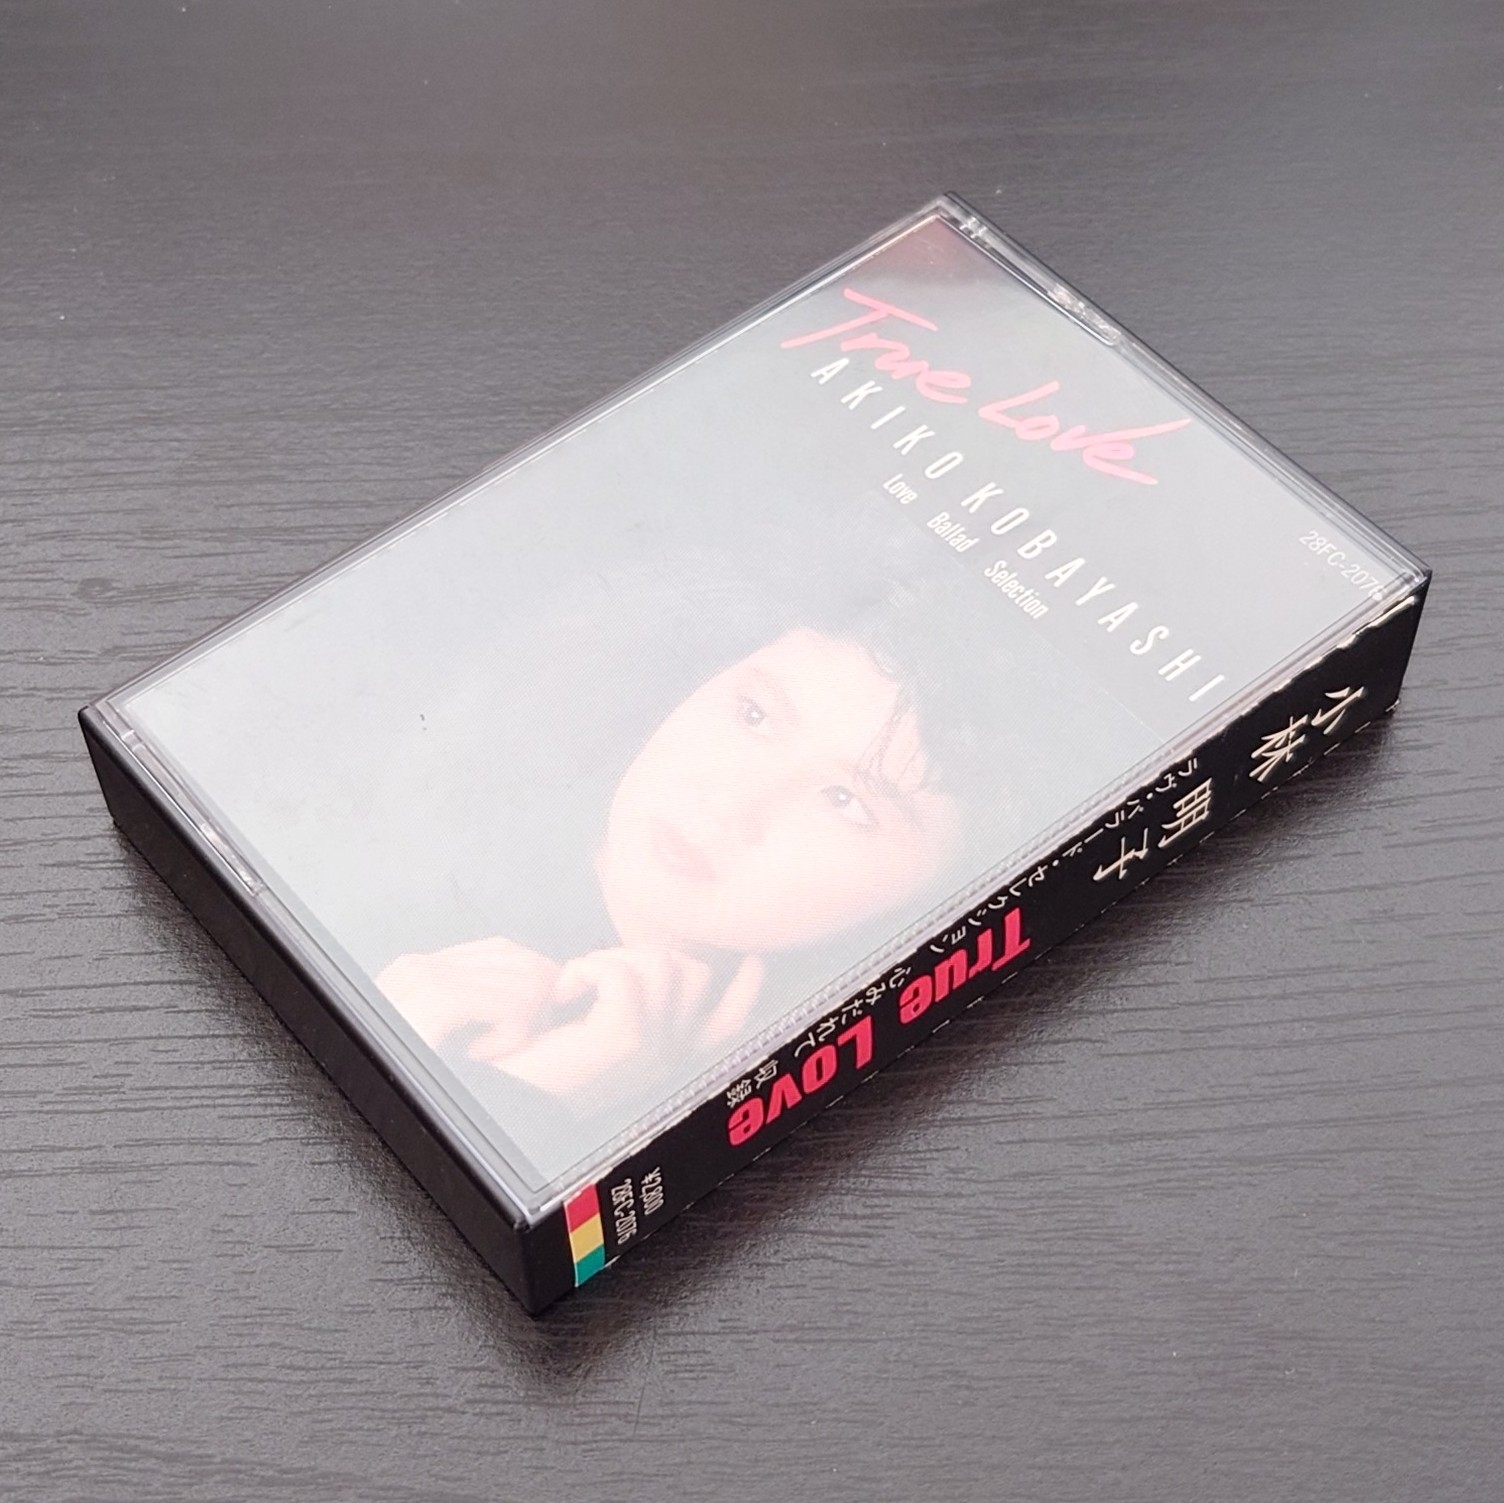 True Love
AKIKO KOBAYASHI
Love Ballad Selection
28FC-2076
小林明子
ラヴ・バラード・セレクション 心みだれて 収録
True Love
¥2,800
28FC-2076